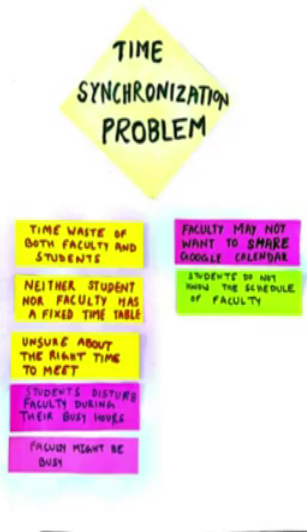 TIME
SYNCHRONIZATION
PROBLEM
TIME WASTE OF
BOTH FACULTY AND
STUDENTS
NEITHER STUDENT
NOR FACULTY HAS
A FIXED TIME TABLE
UNSURE ABOUT
THE RIGHT TIME
TO MEET
STUDENTS DISTURB
FACULTY DURING
THEIR BUSY HOURS
FACULTY MIGHT BE
BUSY
FACULTY MAY NOT
WANT TO SHARE
GOOGLE CALENDAR
STUDENTS DO NOT
KNOW THE SCHEDULE
OF FACULTY